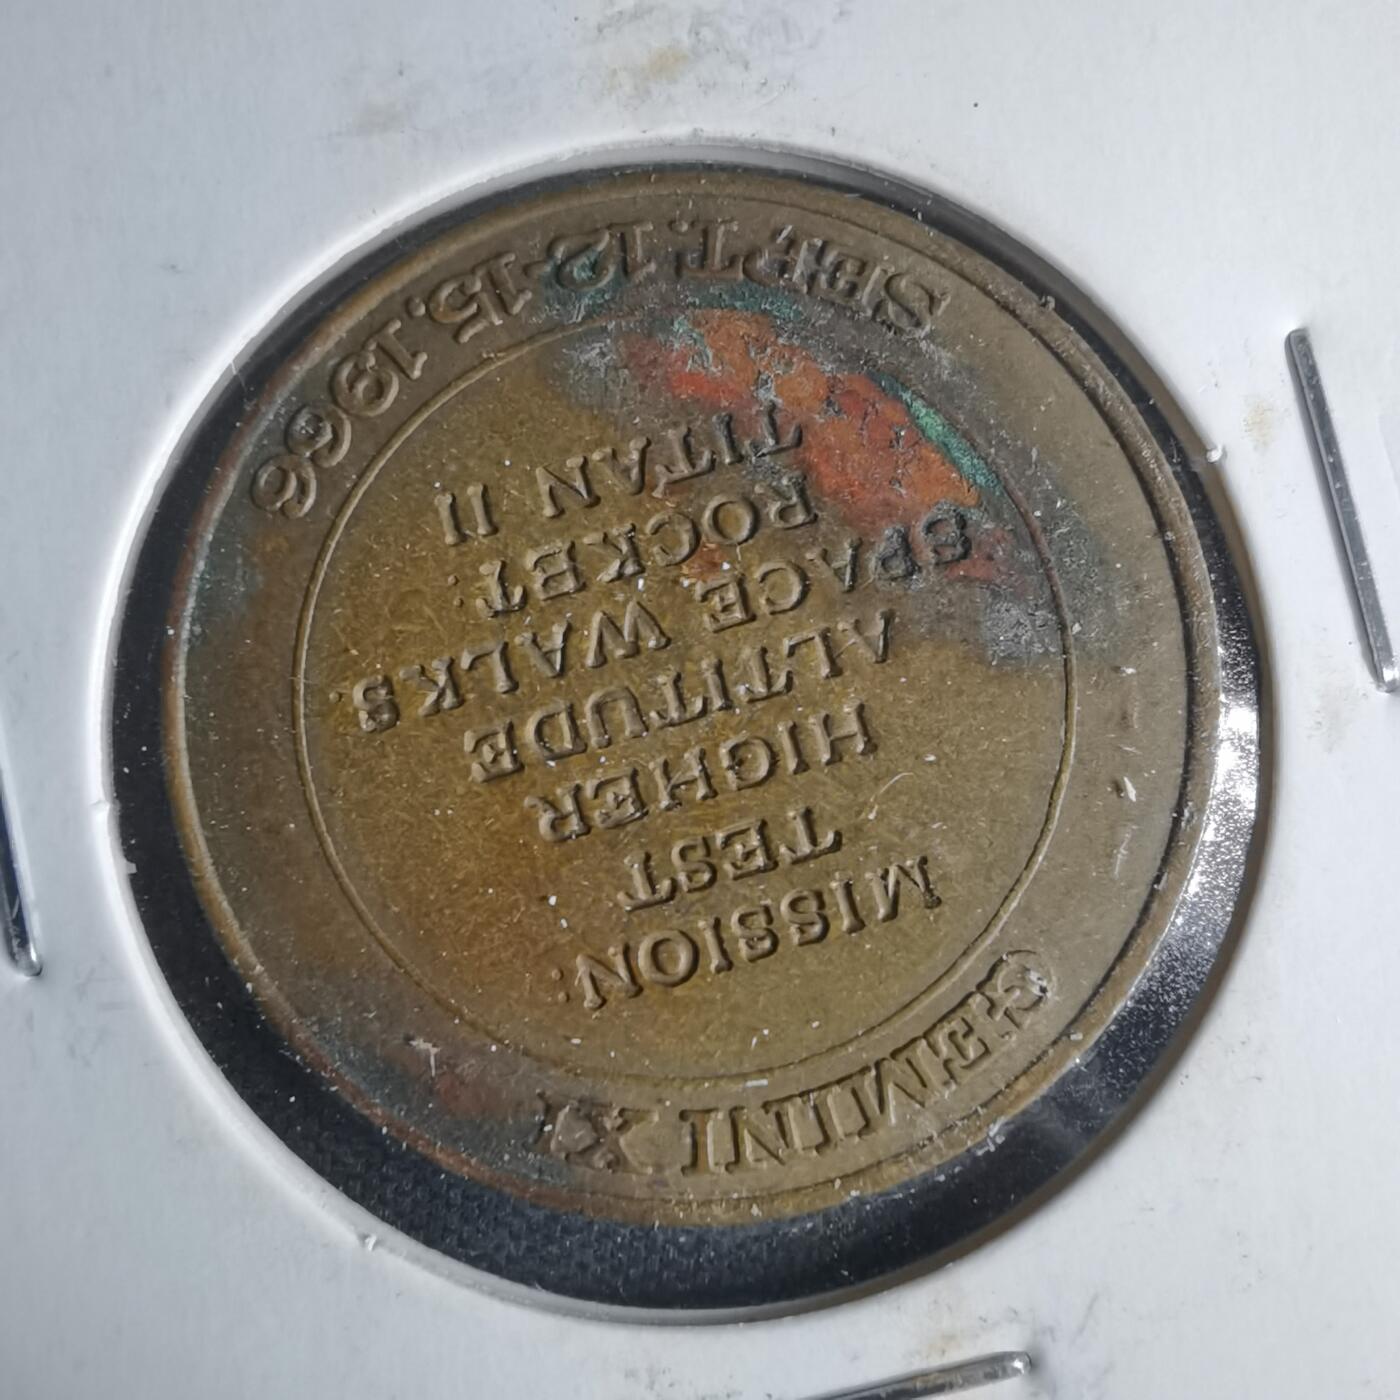 GEMINI XI
MISSION:
TEST
HIGHER
ALTITUDE
SPACE WALKS.
ROCKET:
TITAN II
SEPT. 12-15, 1966